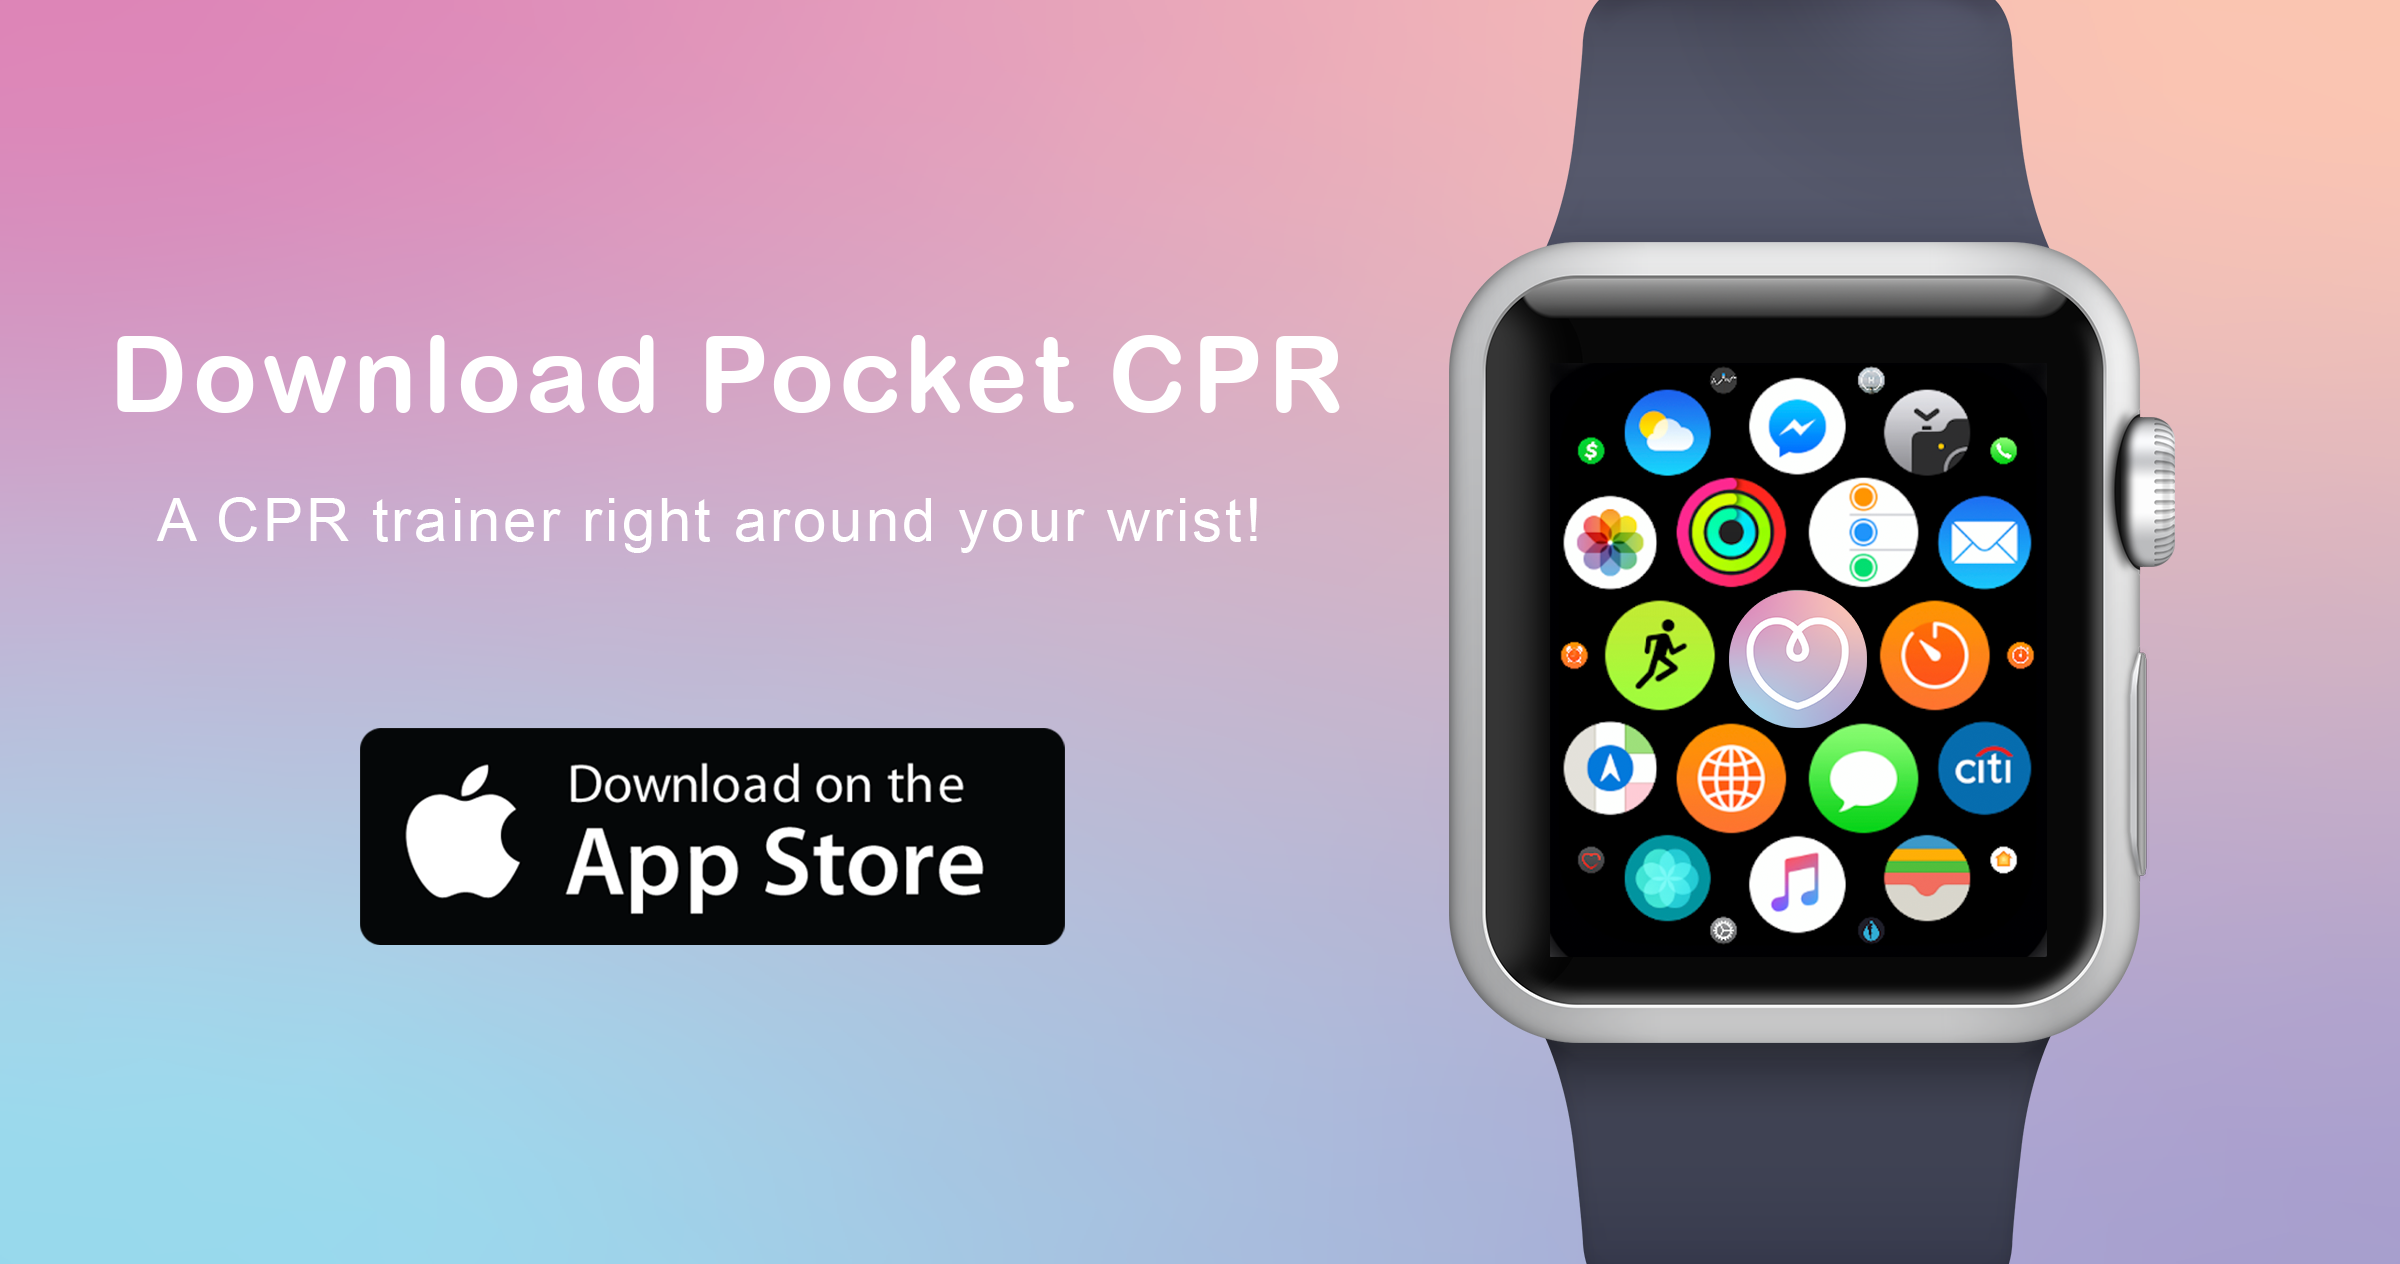 Download Pocket CPR
A CPR trainer right around your wrist!
Download on the
App Store
citi